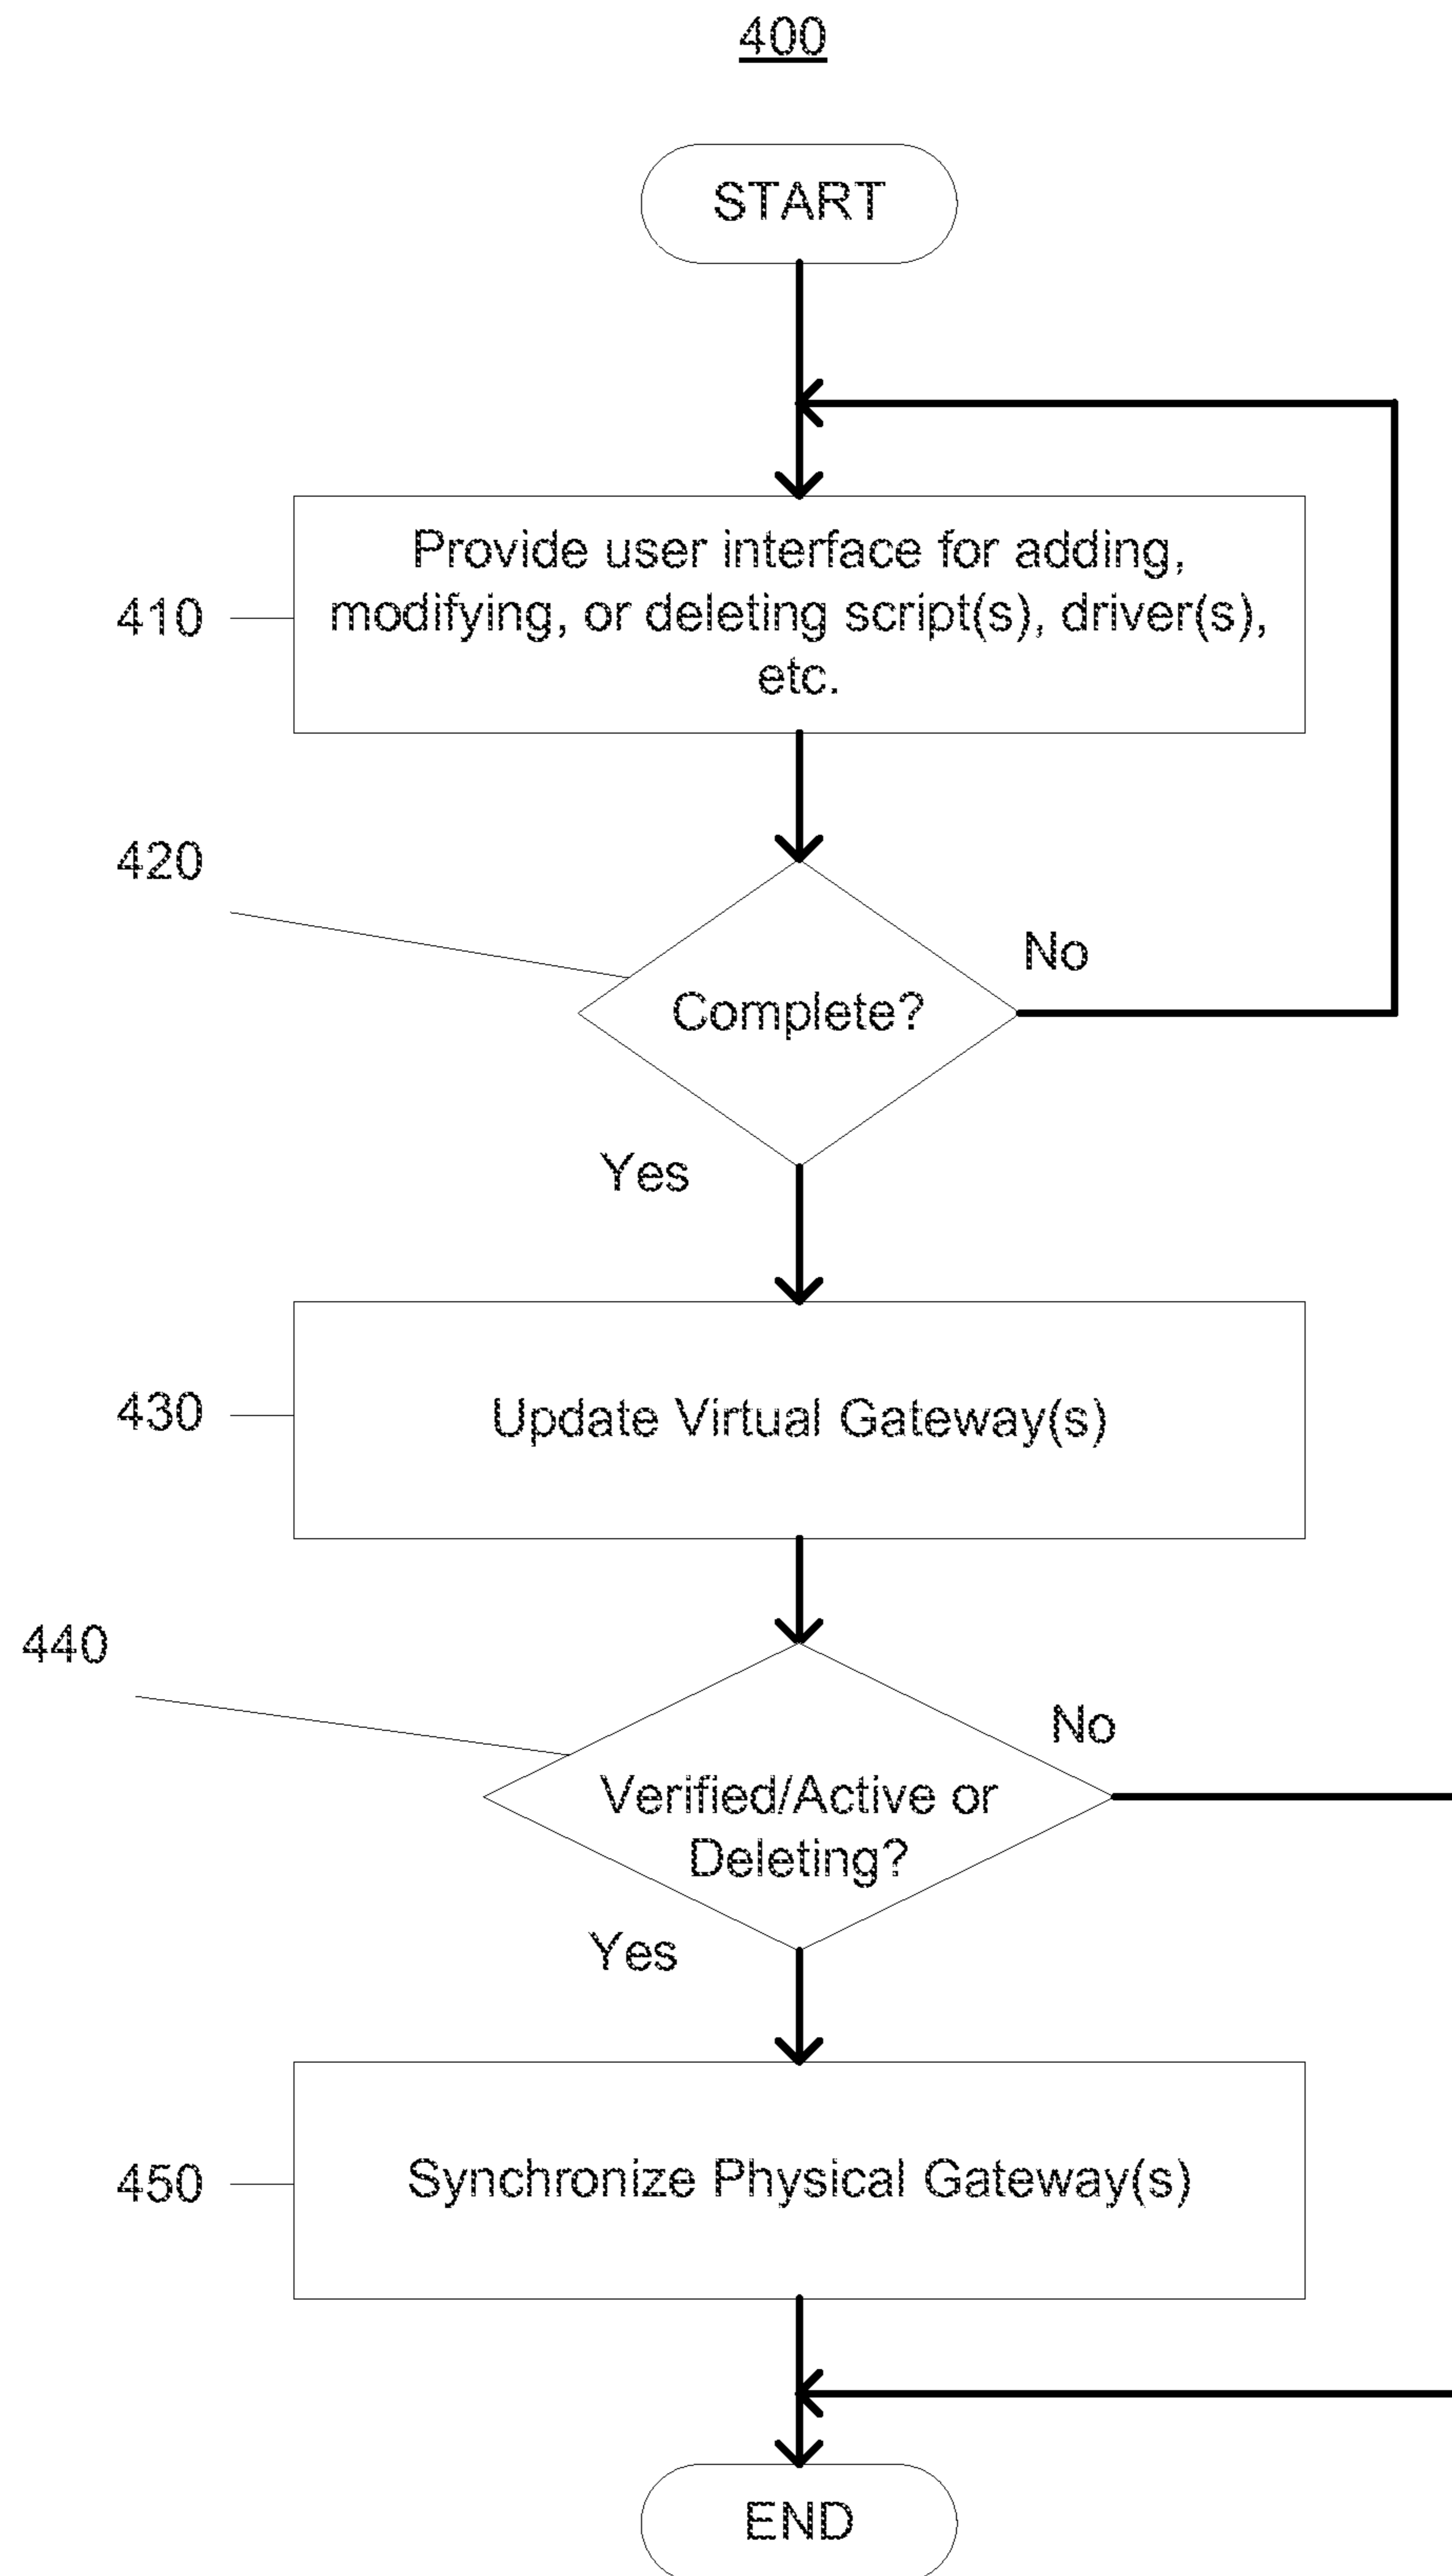 400
START
Provide user interface for adding,
modifying, or deleting script(s), driver(s),
etc.
410
420
No
Complete?
Yes
430
Update Virtual Gateway(s)
440
No
Verified/Active or
Deleting?
Yes
450
Synchronize Physical Gateway(s)
END